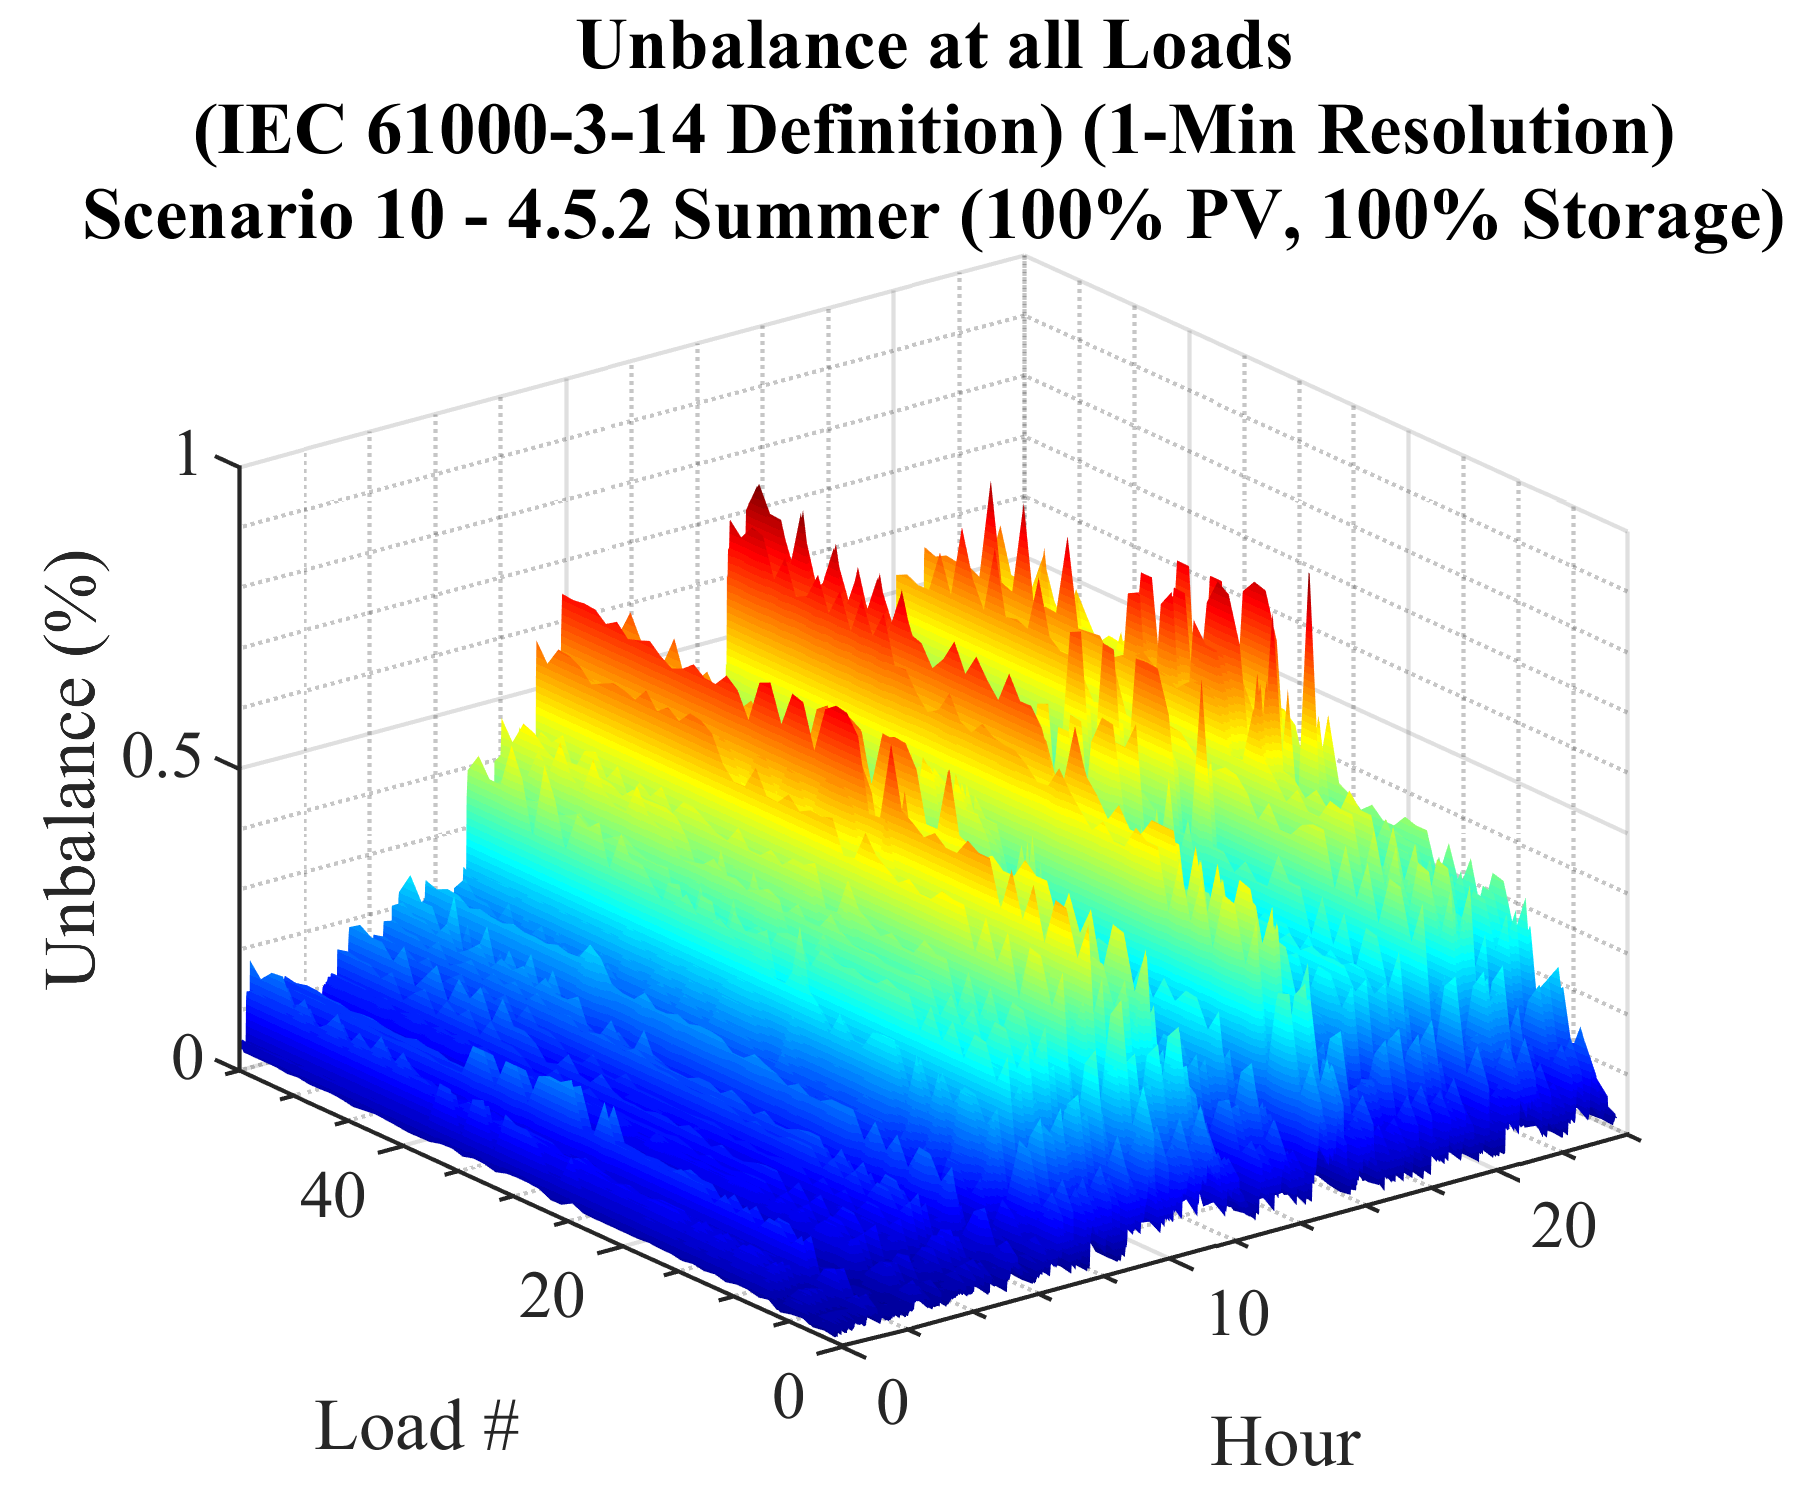 Unbalance at all Loads
(IEC 61000-3-14 Definition) (1-Min Resolution)
Scenario 10 - 4.5.2 Summer (100% PV, 100% Storage)
1
0.5
0
Unbalance (%)
40
20
0
Load #
0
10
20
Hour